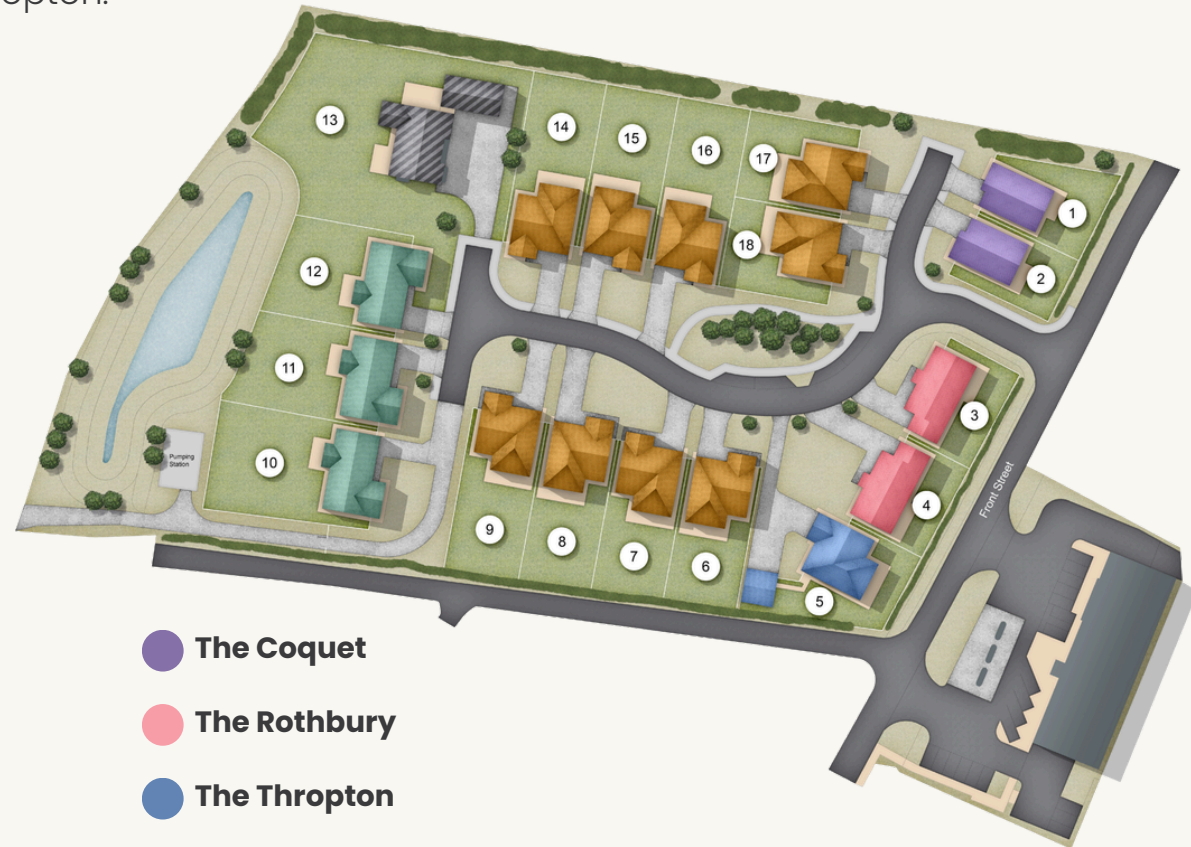 opton.
13
14
15
16
17
1
18
2
12
11
3
10
Pumping
Station
4
9
8
7
6
5
Front Street
The Coquet
The Rothbury
The Thropton